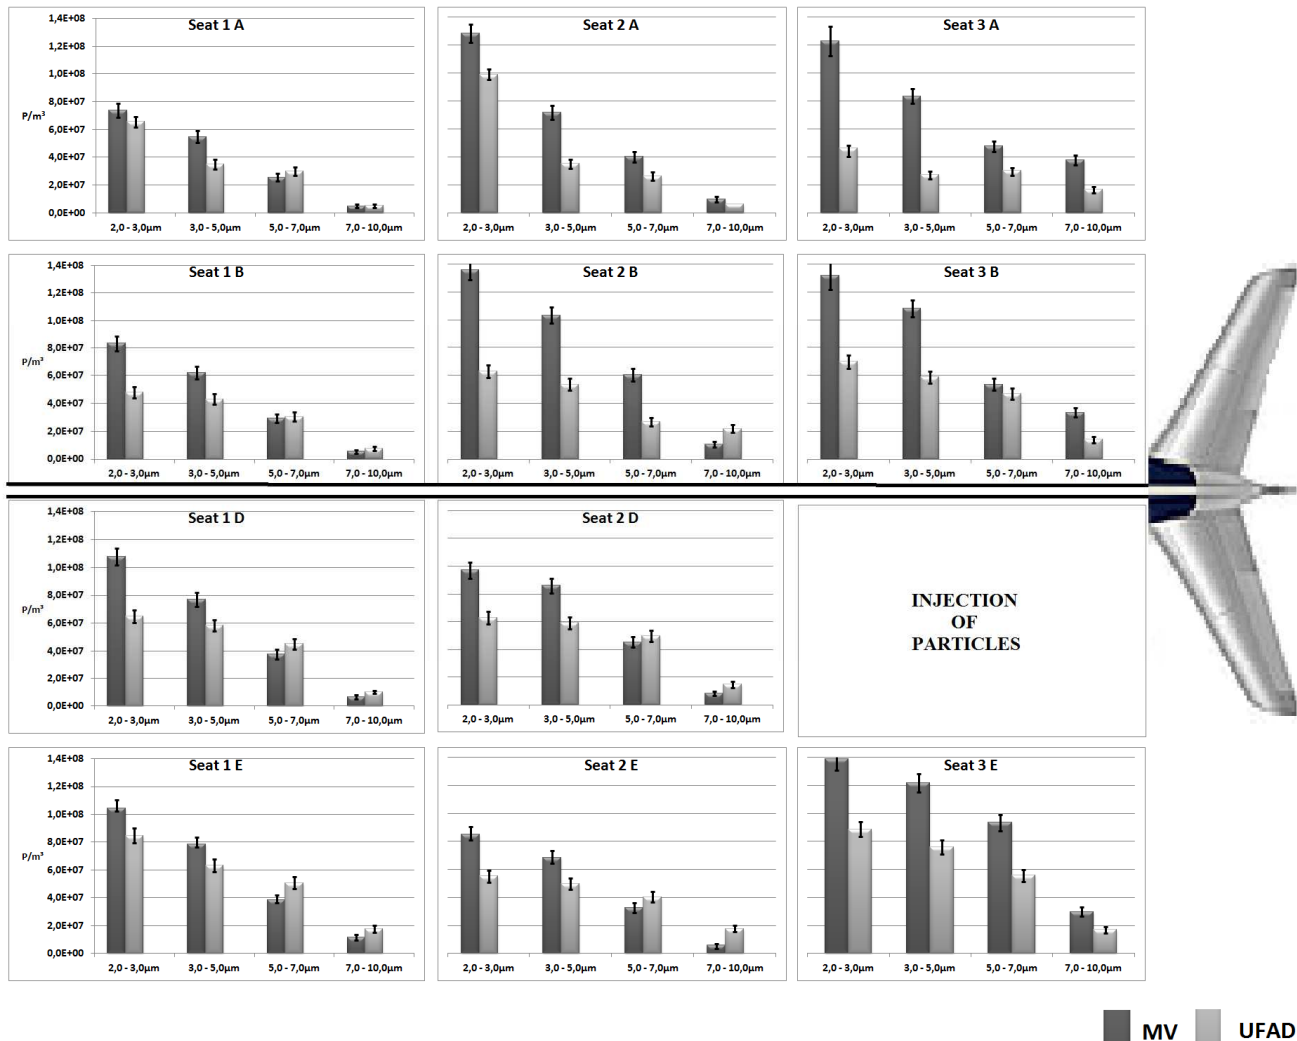 Seat 1 A
1,4E+08
1,2E+08
1,0E+08
8,0E+07
P/m³
6,0E+07
4,0E+07
2,0E+07
0,0E+00
2,0 - 3,0µm 3,0 - 5,0µm 5,0 - 7,0µm 7,0 - 10,0µm
Seat 2 A
2,0 - 3,0µm 3,0 - 5,0µm 5,0 - 7,0µm 7,0 - 10,0µm
Seat 3 A
2,0 - 3,0µm 3,0 - 5,0µm 5,0 - 7,0µm 7,0 - 10,0µm
Seat 1 B
1,4E+08
1,2E+08
1,0E+08
8,0E+07
P/m³
6,0E+07
4,0E+07
2,0E+07
0,0E+00
2,0 - 3,0µm 3,0 - 5,0µm 5,0 - 7,0µm 7,0 - 10,0µm
Seat 2 B
2,0 - 3,0µm 3,0 - 5,0µm 5,0 - 7,0µm 7,0 - 10,0µm
Seat 3 B
2,0 - 3,0µm 3,0 - 5,0µm 5,0 - 7,0µm 7,0 - 10,0µm
Seat 1 D
1,4E+08
1,2E+08
1,0E+08
8,0E+07
P/m³
6,0E+07
4,0E+07
2,0E+07
0,0E+00
2,0 - 3,0µm 3,0 - 5,0µm 5,0 - 7,0µm 7,0 - 10,0µm
Seat 2 D
2,0 - 3,0µm 3,0 - 5,0µm 5,0 - 7,0µm 7,0 - 10,0µm
INJECTION
OF
PARTICLES
Seat 1 E
1,4E+08
1,2E+08
1,0E+08
8,0E+07
P/m³
6,0E+07
4,0E+07
2,0E+07
0,0E+00
2,0 - 3,0µm 3,0 - 5,0µm 5,0 - 7,0µm 7,0 - 10,0µm
Seat 2 E
2,0 - 3,0µm 3,0 - 5,0µm 5,0 - 7,0µm 7,0 - 10,0µm
Seat 3 E
2,0 - 3,0µm 3,0 - 5,0µm 5,0 - 7,0µm 7,0 - 10,0µm
MV UFAD